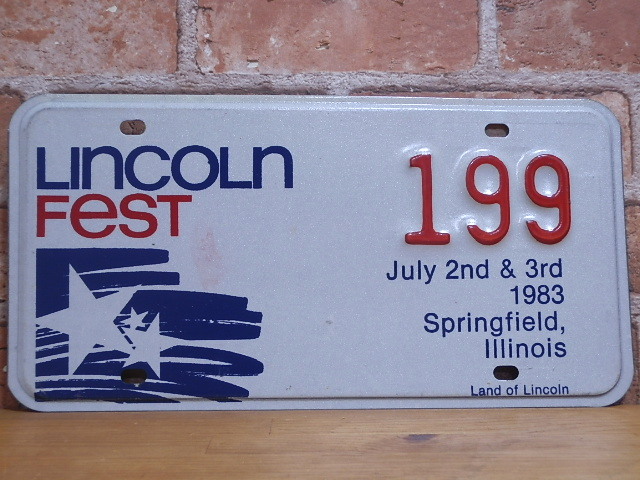 LINCOLN
FEST
199
July 2nd & 3rd
1983
Springfield,
Illinois
Land of Lincoln